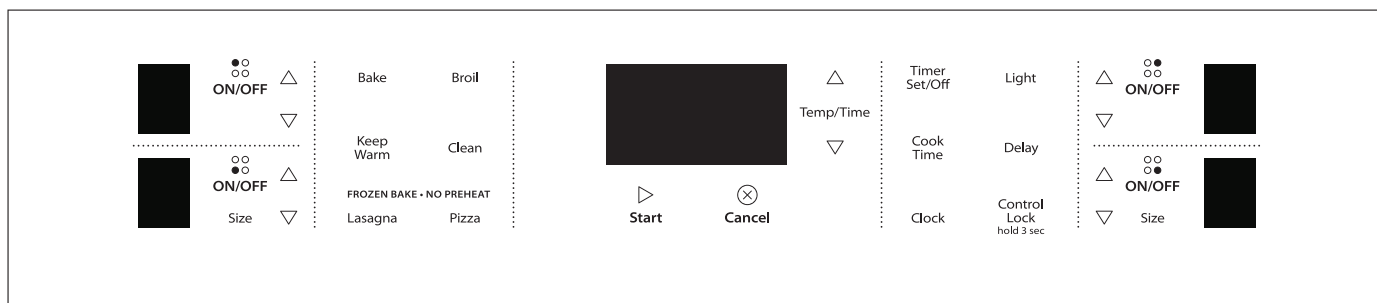 ON/OFF
ON/OFF
Size
Bake
Broil
Keep
Warm
Clean
FROZEN BAKE • NO PREHEAT
Lasagna
Pizza
Start
Cancel
Temp/Time
Timer
Set/Off
Light
Cook
Time
Delay
Clock
Control
Lock
hold 3 sec
ON/OFF
ON/OFF
Size